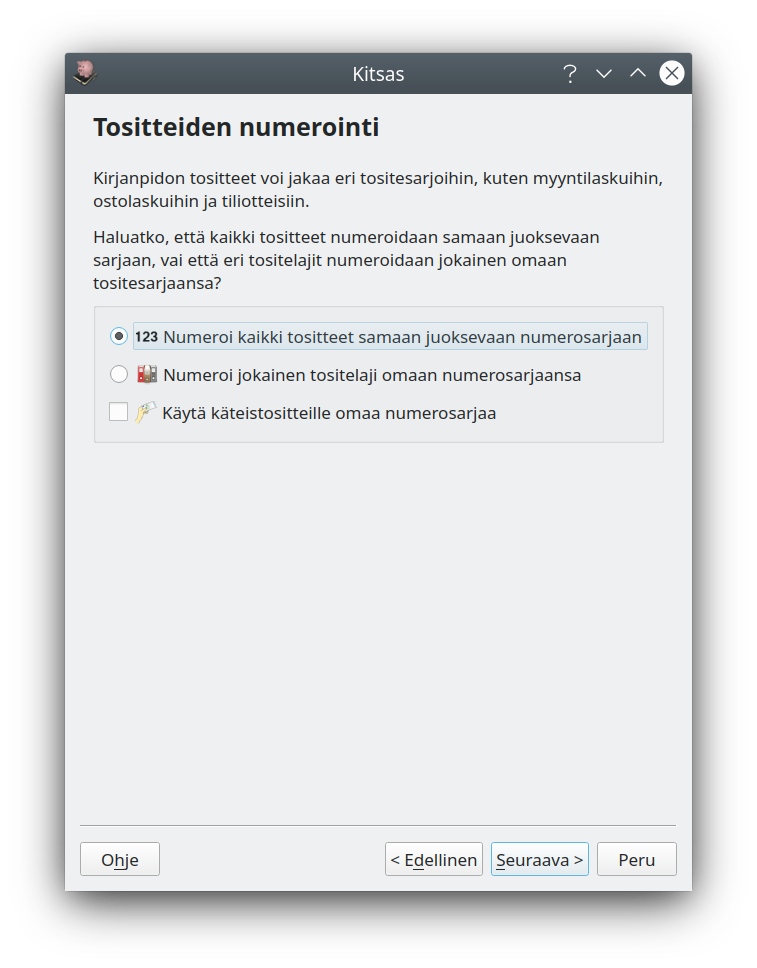 Kitsas
Tositteiden numerointi
Kirjanpidon tositteet voi jakaa eri tositesarjoihin, kuten myyntilaskuihin,
ostolaskuihin ja tiliotteisiin.
Haluatko, että kaikki tositteet numeroidaan samaan juoksevaan
sarjaan, vai että eri tositelajit numeroidaan jokainen omaan
tositesarjaansa?
123 Numeroi kaikki tositteet samaan juoksevaan numerosarjaan
Numeroi jokainen tositelaji omaan numerosarjaansa
Käytä käteistositteille omaa numerosarjaa
Ohje < Edellinen Seuraava > Peru